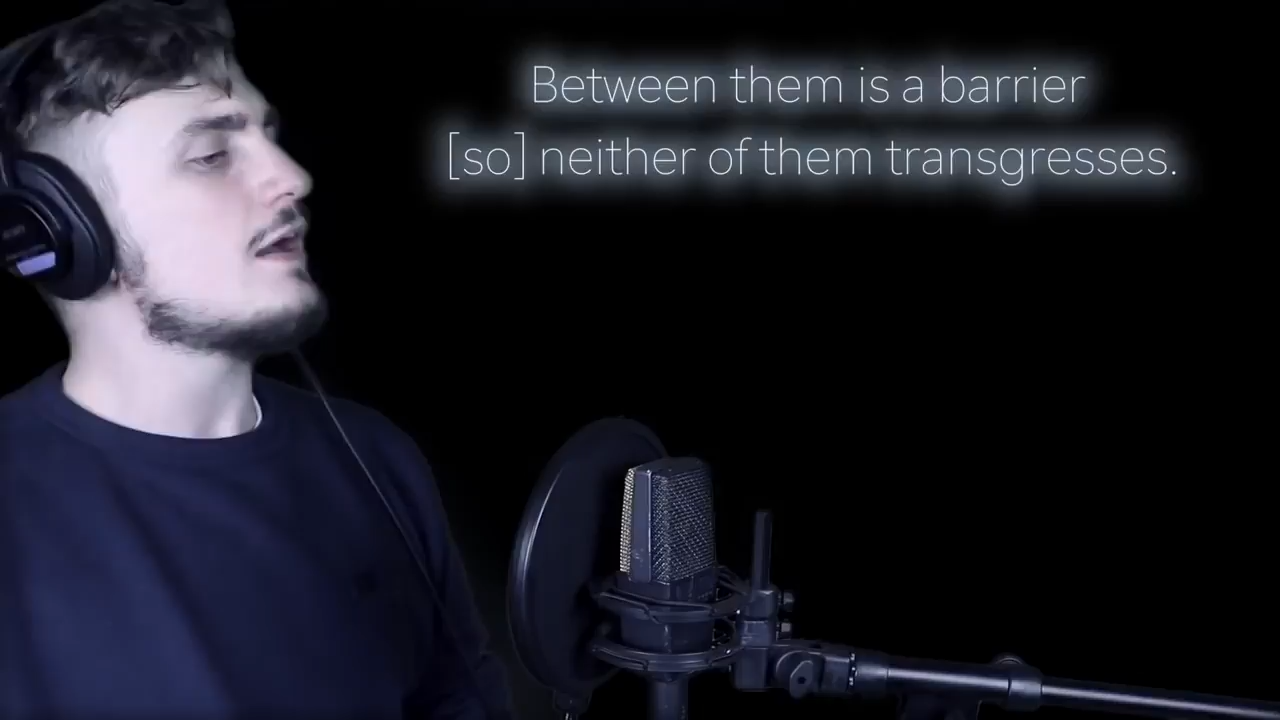 Between them is a barrier
[so] neither of them transgresses.